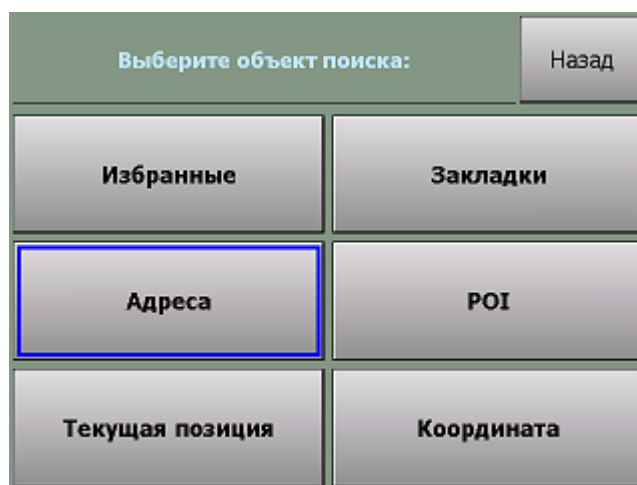 Выберите объект поиска:
Назад
Избранные
Закладки
Адреса
POI
Текущая позиция
Координата